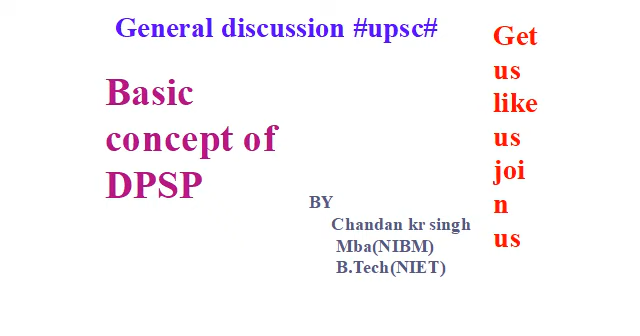 General discussion #upsc#
Basic
concept of
DPSP
BY
Chandan kr singh
Mba(NIBM)
B.Tech(NIET)
Get
us
like
us
joi
n
us